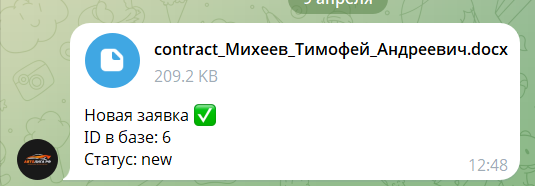 9 апреля
contract_Михеев_Тимофей_Андреевич.docx
209.2 KB
Новая заявка ✅
ID в базе: 6
Статус: new
12:48